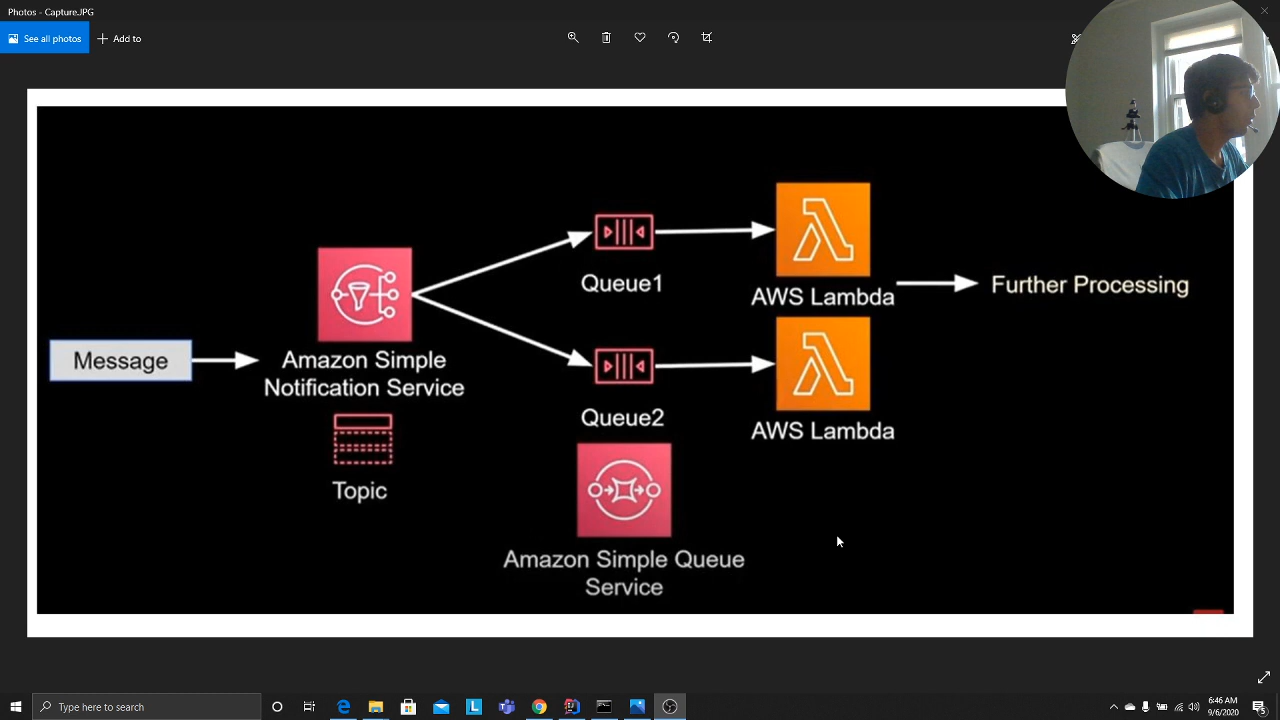 Photos - Capture.JPG
See all photos
Add to
Queue1
AWS Lambda
Further Processing
Message
Amazon Simple
Notification Service
Queue2
AWS Lambda
Topic
Amazon Simple Queue
Service
Type here to search
6:46 AM
9/6/2020